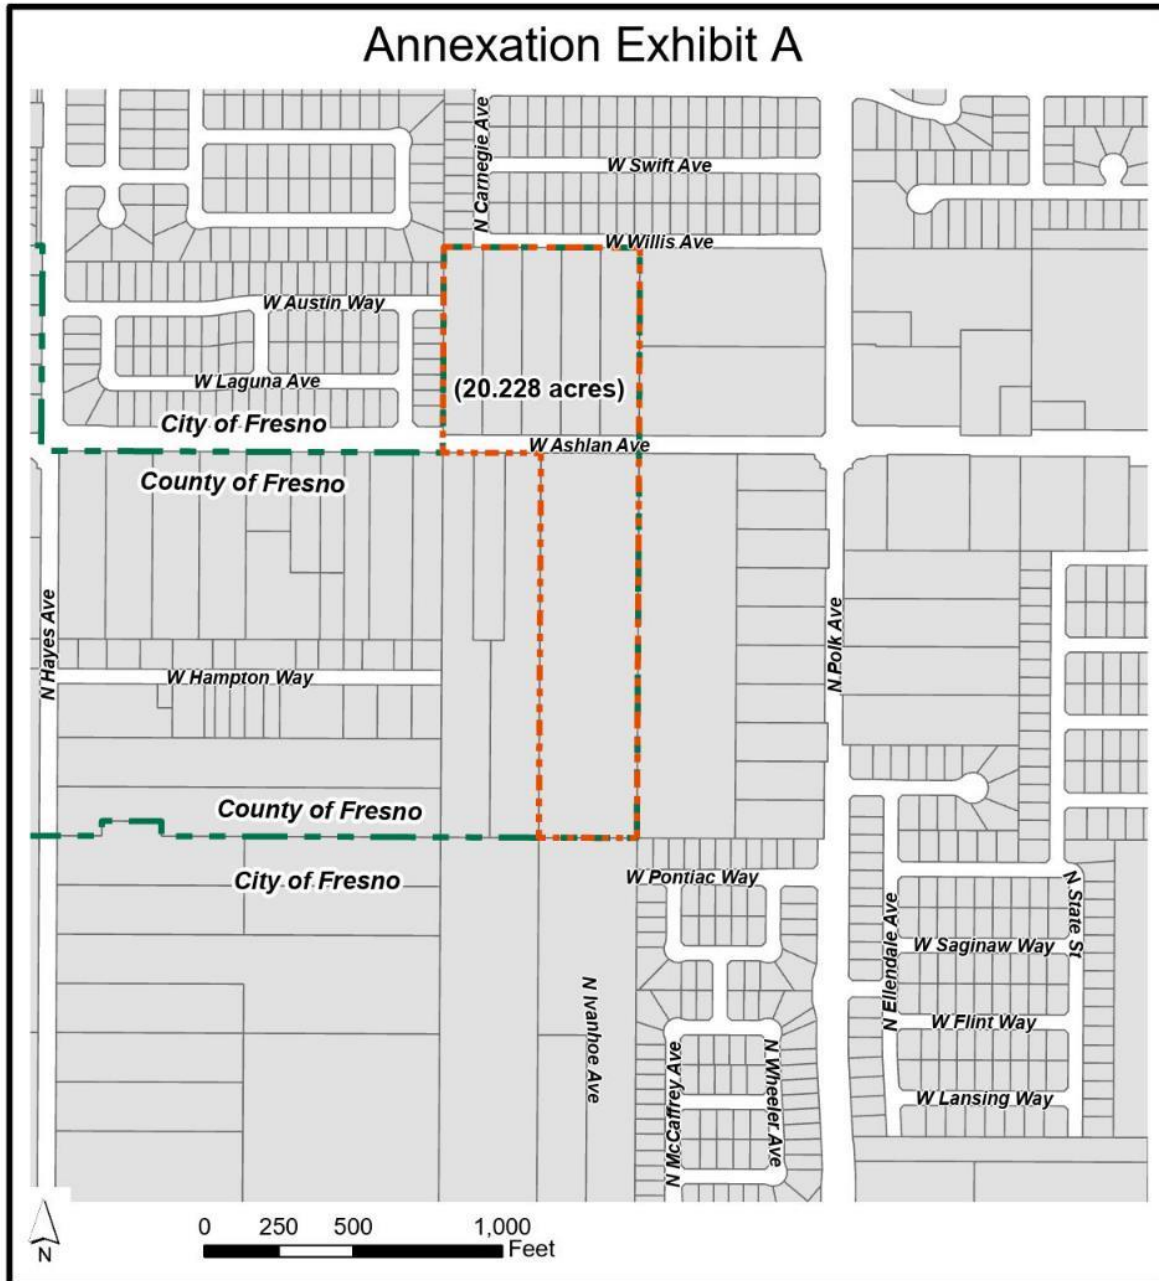 Annexation Exhibit A
N Carnegie Ave
W Swift Ave
W Willis Ave
W Austin Way
W Laguna Ave
(20.228 acres)
City of Fresno
W Ashlan Ave
County of Fresno
N Hayes Ave
N Polk Ave
W Hampton Way
County of Fresno
City of Fresno
W Pontiac Way
N State St
N Ellendale Ave
W Saginaw Way
N Ivanhoe Ave
W Flint Way
N McCaffrey Ave
N Wheeler Ave
W Lansing Way
0 250 500 1,000
Feet
N